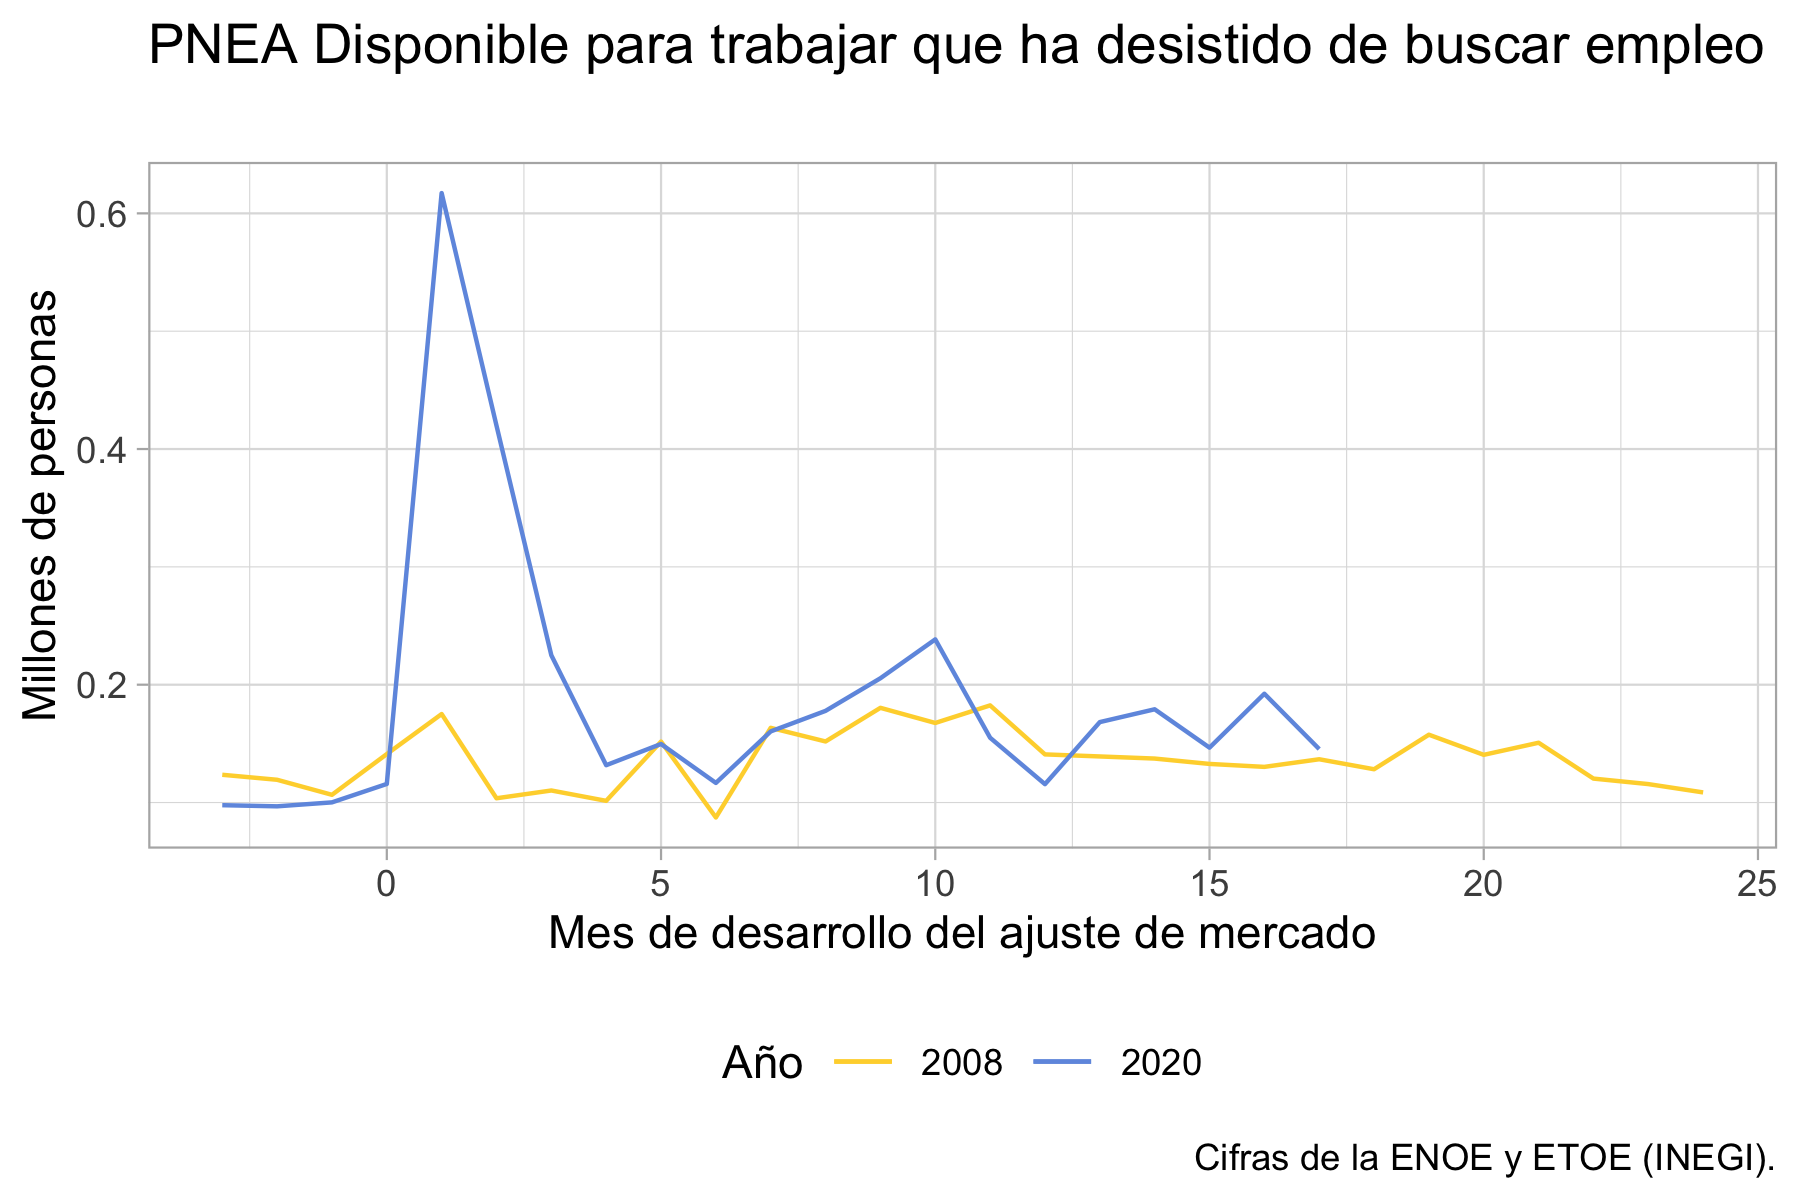 PNEA Disponible para trabajar que ha desistido de buscar empleo
Millones de personas
0.6
0.4
0.2
0 5 10 15 20 25
Mes de desarrollo del ajuste de mercado
Año 2008 2020
Cifras de la ENOE y ETOE (INEGI).